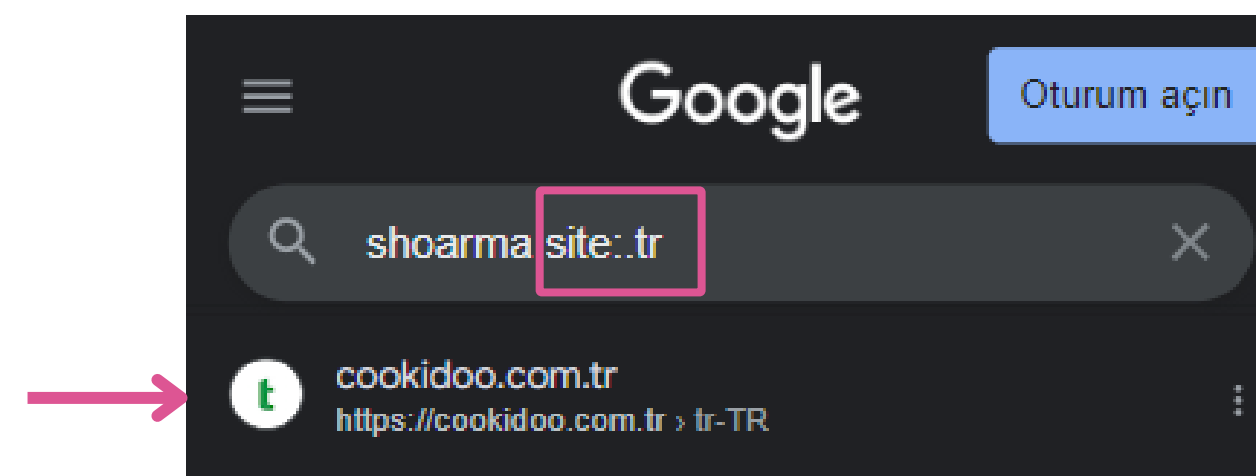 Google
Oturum açın
shoarma site:.tr
t
cookidoo.com.tr
https://cookidoo.com.tr › tr-TR